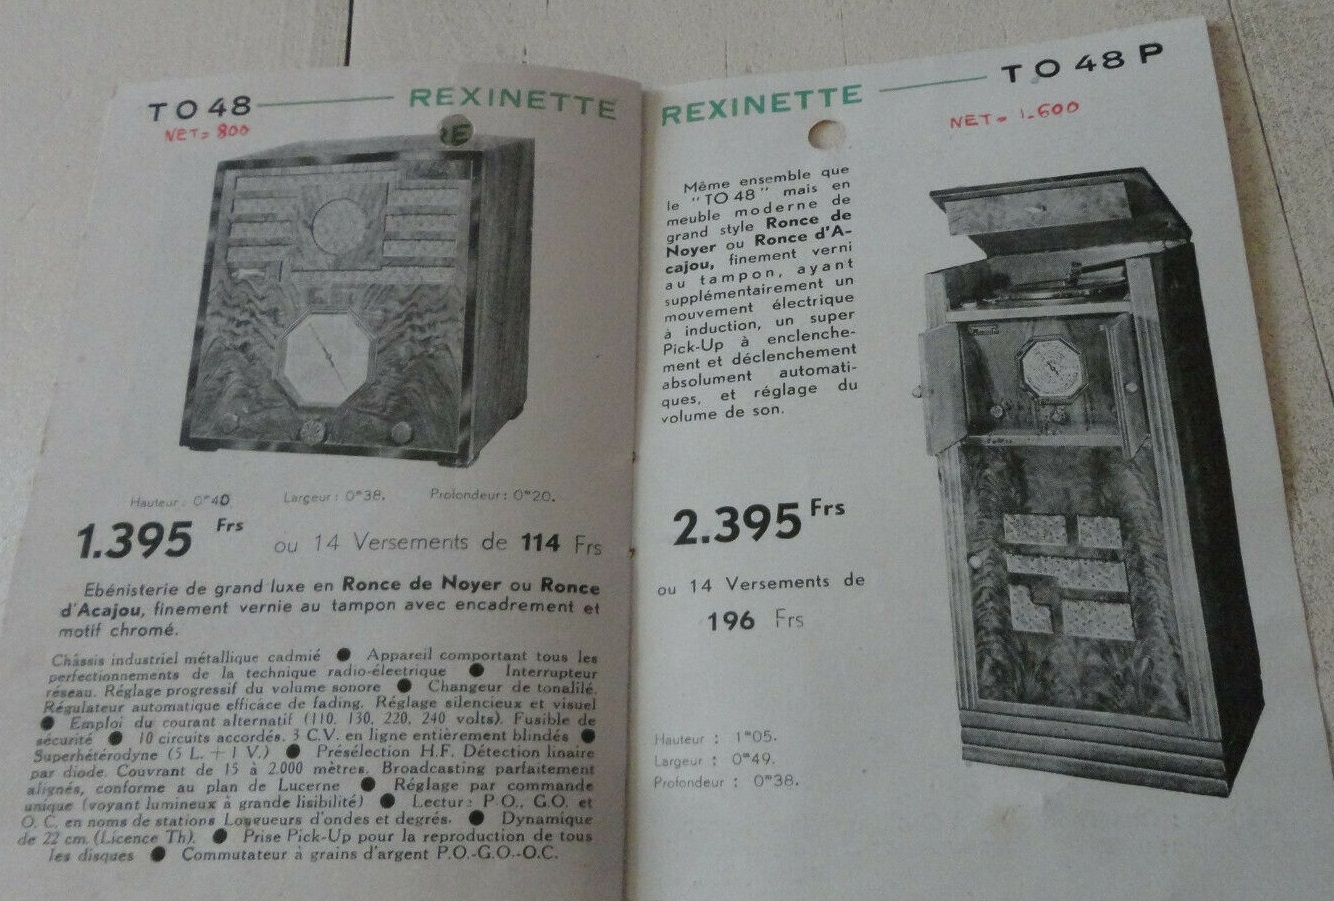 TO 48 REXINETTE
NET= 800
Hauteur : 0ᵐ40 Largeur : 0ᵐ38. Profondeur : 0ᵐ20.
1.395 Frs ou 14 Versements de 114 Frs
Ebénisterie de grand luxe en Ronce de Noyer ou Ronce
d'Acajou, finement vernie au tampon avec encadrement et
motif chromé.
Châssis industriel métallique cadmié ● Appareil comportant tous les
perfectionnements de la technique radio-électrique ● Interrupteur
réseau. Réglage progressif du volume sonore ● Changeur de tonalité.
Régulateur automatique efficace de fading. Réglage silencieux et visuel
● Emploi du courant alternatif (110, 130, 220, 240 volts). Fusible de
sécurité ● 10 circuits accordés. 3 C.V. en ligne entièrement blindés ●
Superhétérodyne (5 L. + 1 V.) ● Présélection H.F. Détection linaire
par diode. Couvrant de 15 à 2.000 mètres. Broadcasting parfaitement
alignés, conforme au plan de Lucerne ● Réglage par commande
unique (voyant lumineux à grande lisibilité) ● Lectur: P.O., G.O. et
O. C. en noms de stations Longueurs d'ondes et degrés. ● Dynamique
de 22 cm. (Licence Th). ● Prise Pick-Up pour la reproduction de tous
les disques ● Commutateur à grains d'argent P.O.-G.O.-O.C.
REXINETTE TO 48 P
NET= 1.600
Même ensemble que
le "TO 48" mais en
meuble moderne de
grand style Ronce de
Noyer ou Ronce d'A-
cajou, finement verni
au tampon, ayant
supplémentairement un
mouvement électrique
à induction, un super
Pick-Up à enclenche-
ment et déclenchement
absolument automati-
ques, et réglage du
volume de son.
2.395 Frs
ou 14 Versements de
196 Frs
Hauteur : 1ᵐ05.
Largeur : 0ᵐ49.
Profondeur : 0ᵐ38.